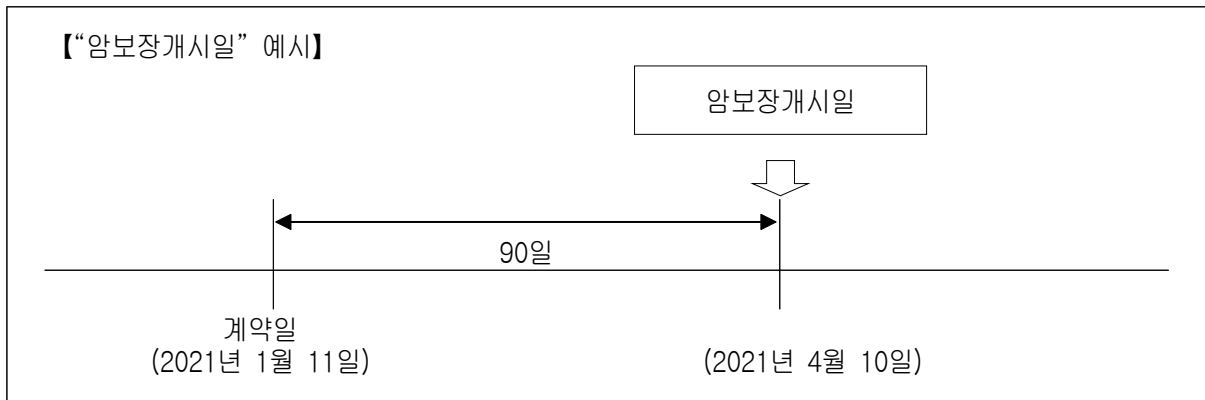 【“암보장개시일” 예시】
암보장개시일
90일
계약일
(2021년 1월 11일)
(2021년 4월 10일)